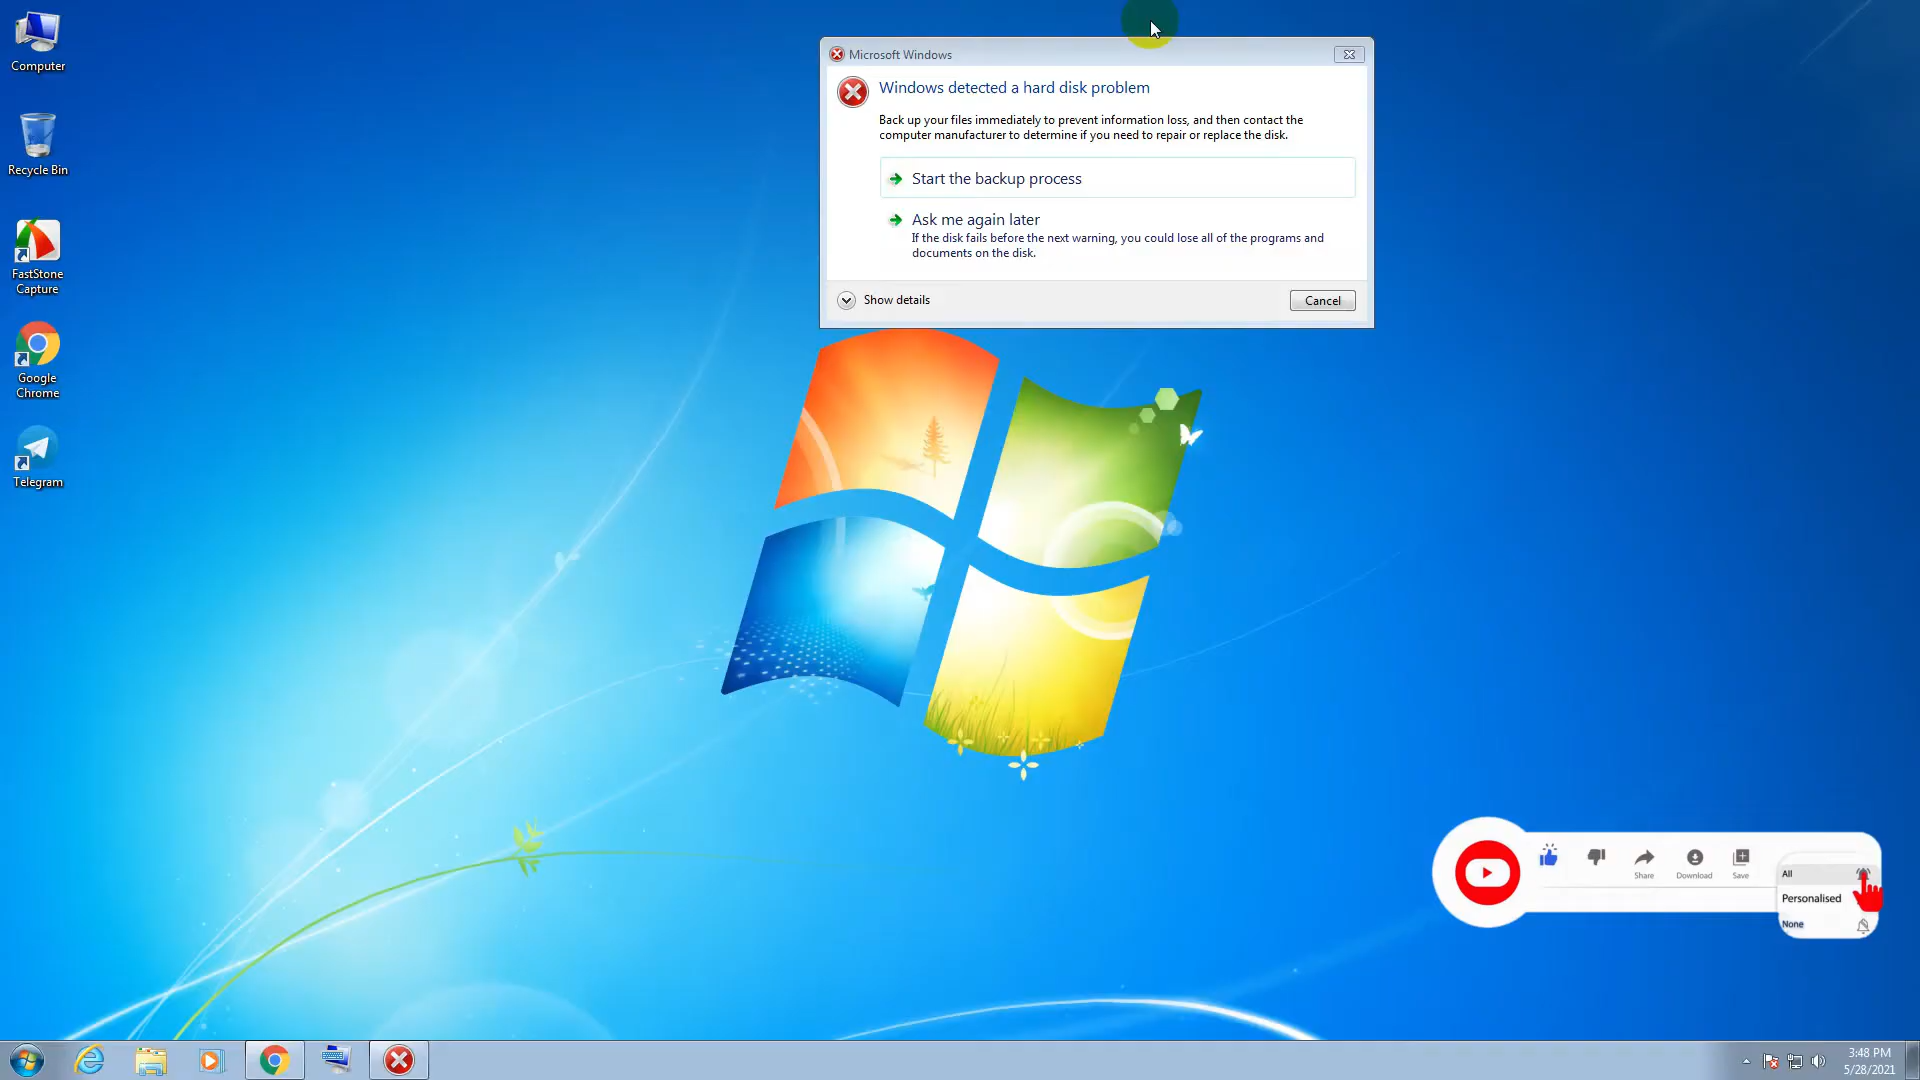 Computer
Recycle Bin
FastStone
Capture
Google
Chrome
Telegram
Microsoft Windows
Windows detected a hard disk problem
Back up your files immediately to prevent information loss, and then contact the
computer manufacturer to determine if you need to repair or replace the disk.
Start the backup process
Ask me again later
If the disk fails before the next warning, you could lose all of the programs and
documents on the disk.
Show details
Cancel
Share
Download
Save
All
Personalised
None
3:48 PM
5/28/2021